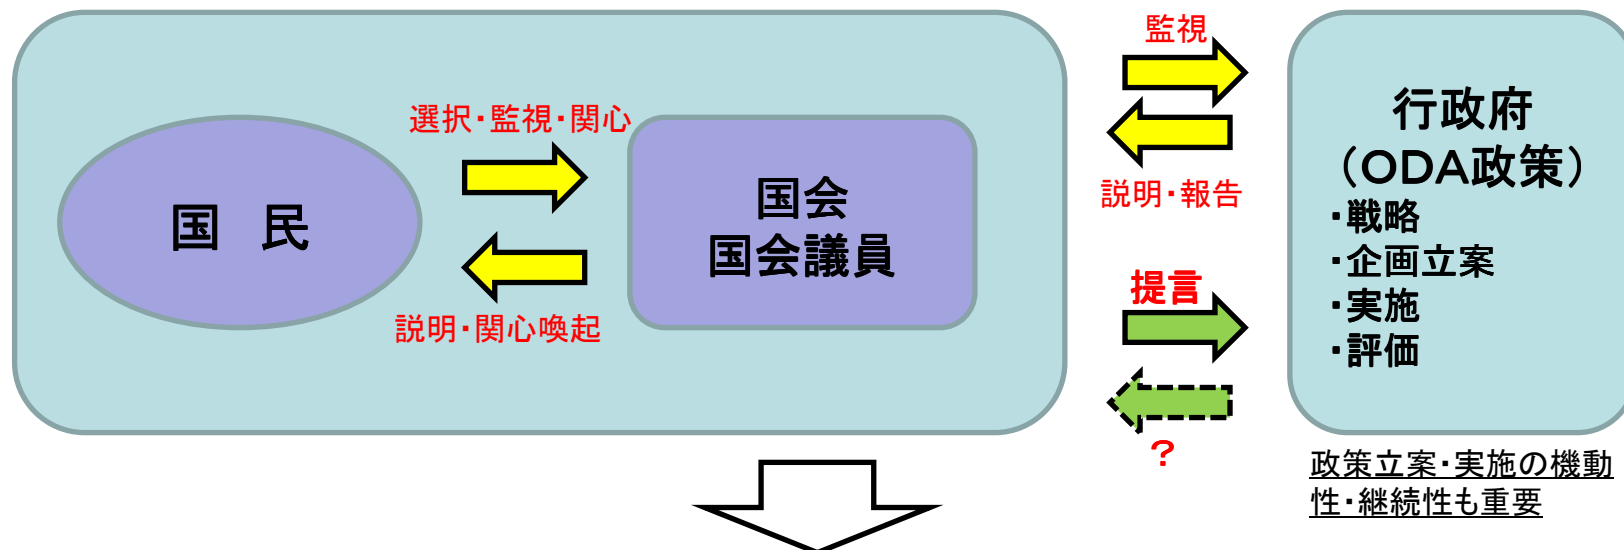 監視
選択・監視・関心
国　民
国会
国会議員
説明・関心喚起
説明・報告
提言
？
行政府
（ＯＤＡ政策）
・戦略
・企画立案
・実施
・評価
政策立案・実施の機動
性・継続性も重要